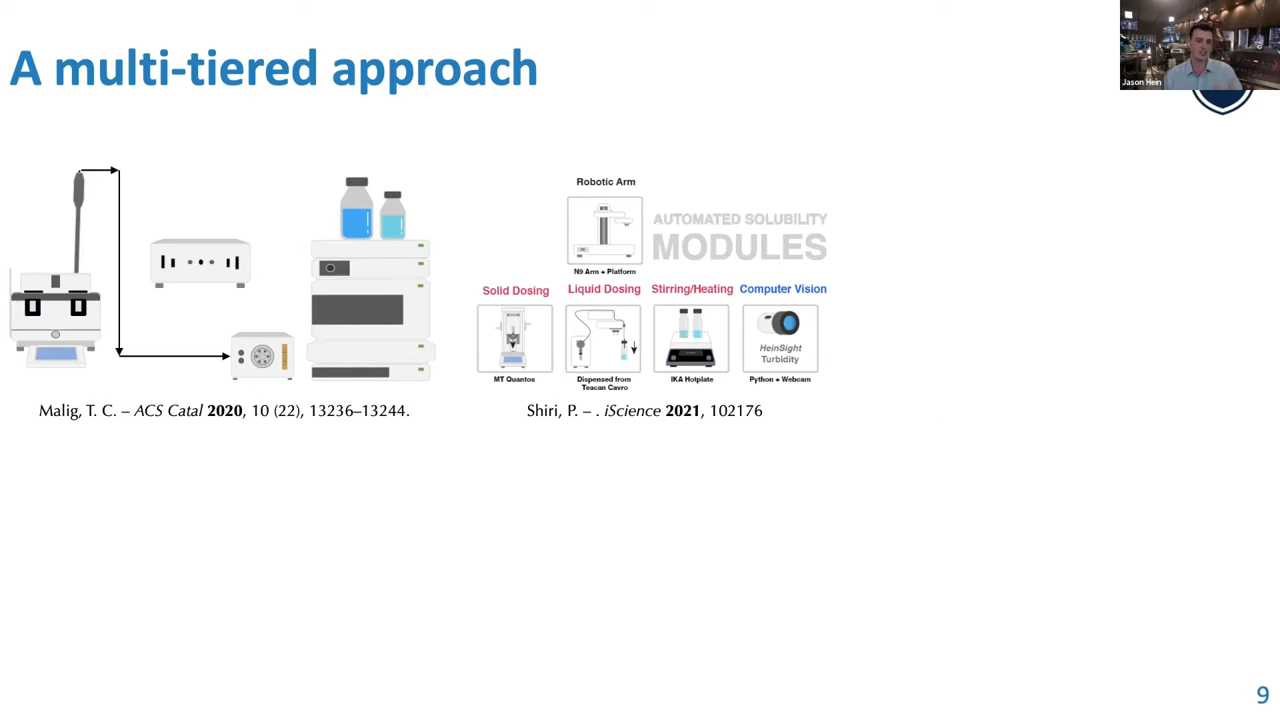 A multi-tiered approach
Jason Hein
Robotic Arm
N9 Arm + Platform
AUTOMATED SOLUBILITY
MODULES
Solid Dosing
MT Quantos
Liquid Dosing
Dispensed from
Teacan Cavro
Stirring/Heating
IKA Hotplate
Computer Vision
HeinSight
Turbidity
Python + Webcam
Malig, T. C. – ACS Catal 2020, 10 (22), 13236–13244.
Shiri, P. – . iScience 2021, 102176
9